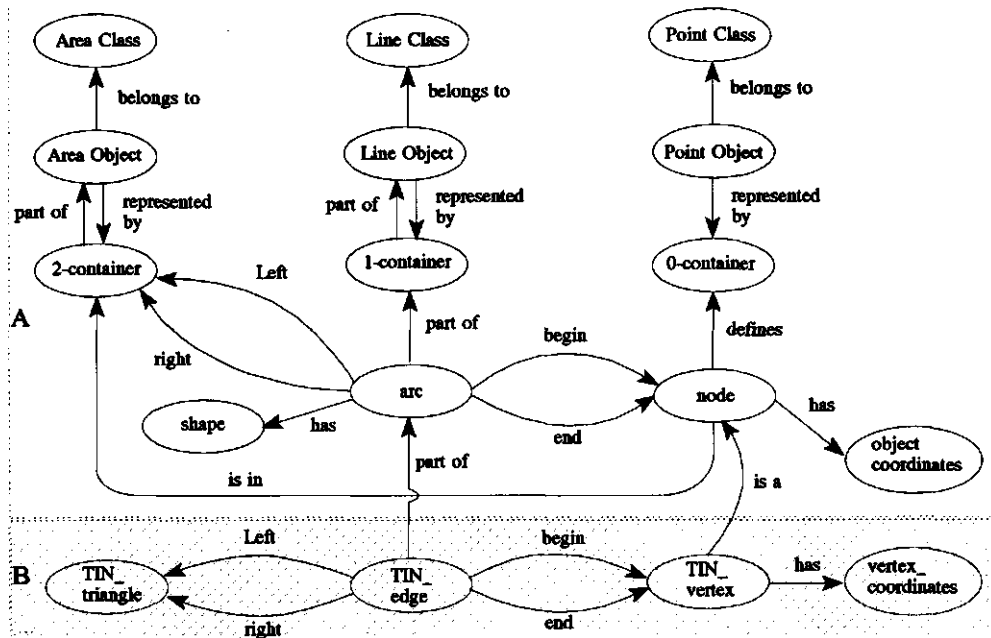 Area Class
Line Class
Point Class
belongs to
belongs to
belongs to
Area Object
Line Object
Point Object
part of
represented
by
part of
represented
by
represented
by
2-container
1-container
0-container
Left
A
part of
begin
defines
right
arc
node
shape
has
end
has
object
coordinates
part of
is in
is a
Left
begin
B
TIN_
triangle
TIN_
edge
TIN_
vertex
has
vertex_
coordinates
right
end